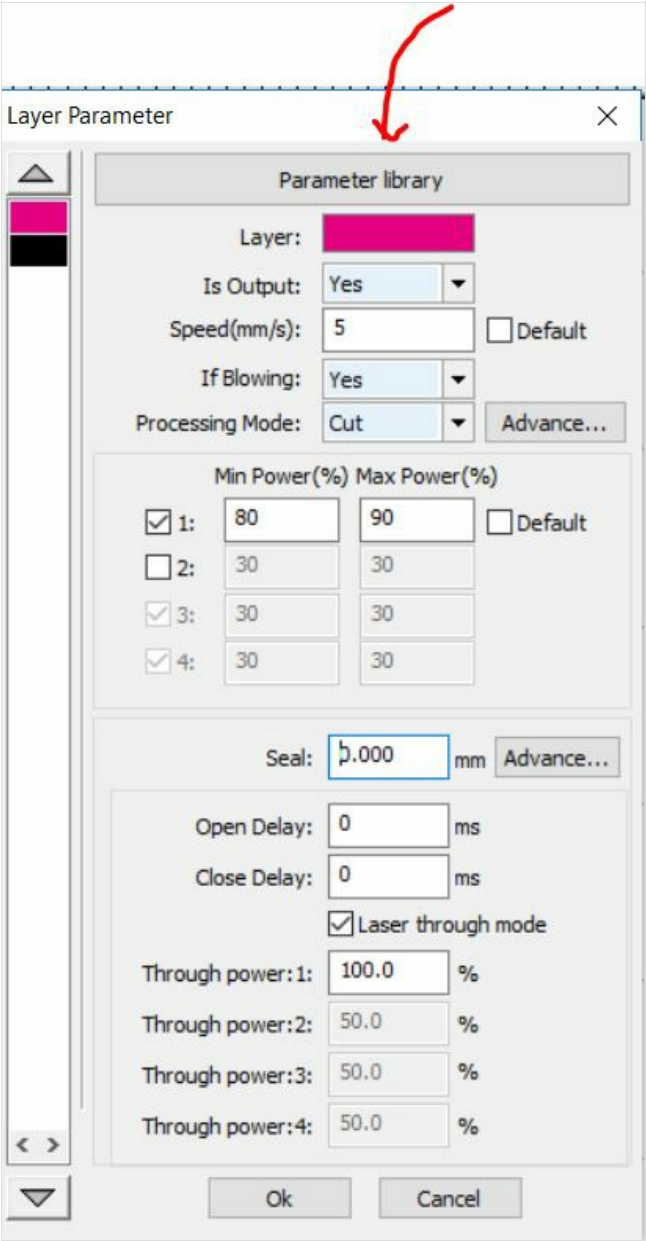 Layer Parameter
Parameter library
Layer:
Is Output: Yes
Speed(mm/s): 5 Default
If Blowing: Yes
Processing Mode: Cut Advance...
Min Power(%) Max Power(%)
1: 80 90 Default
2: 30 30
3: 30 30
4: 30 30
Seal: 0.000 mm Advance...
Open Delay: 0 ms
Close Delay: 0 ms
Laser through mode
Through power:1: 100.0 %
Through power:2: 50.0 %
Through power:3: 50.0 %
Through power:4: 50.0 %
Ok Cancel